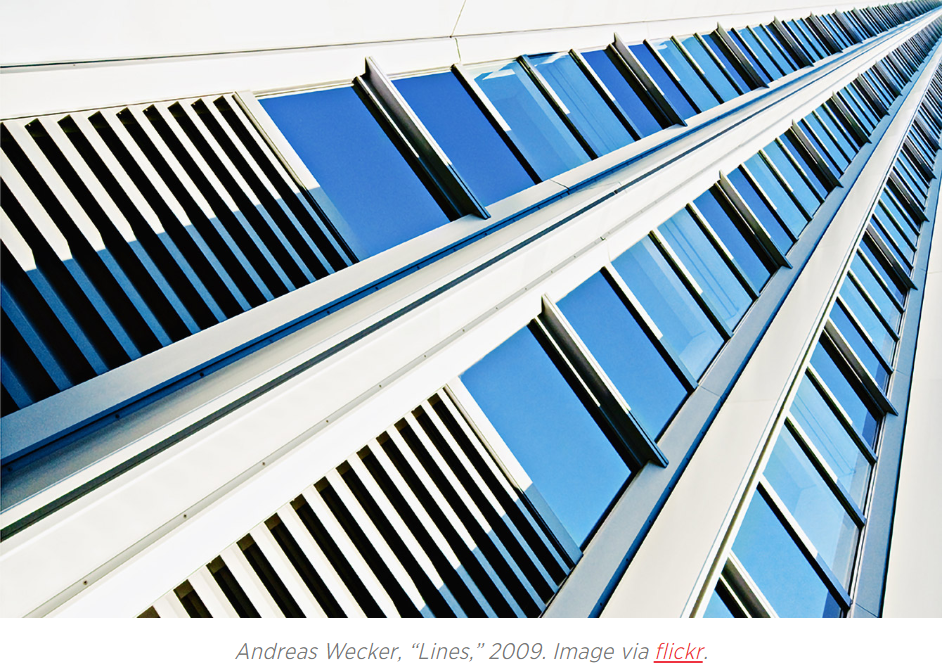 Andreas Wecker, “Lines,” 2009. Image via flickr.